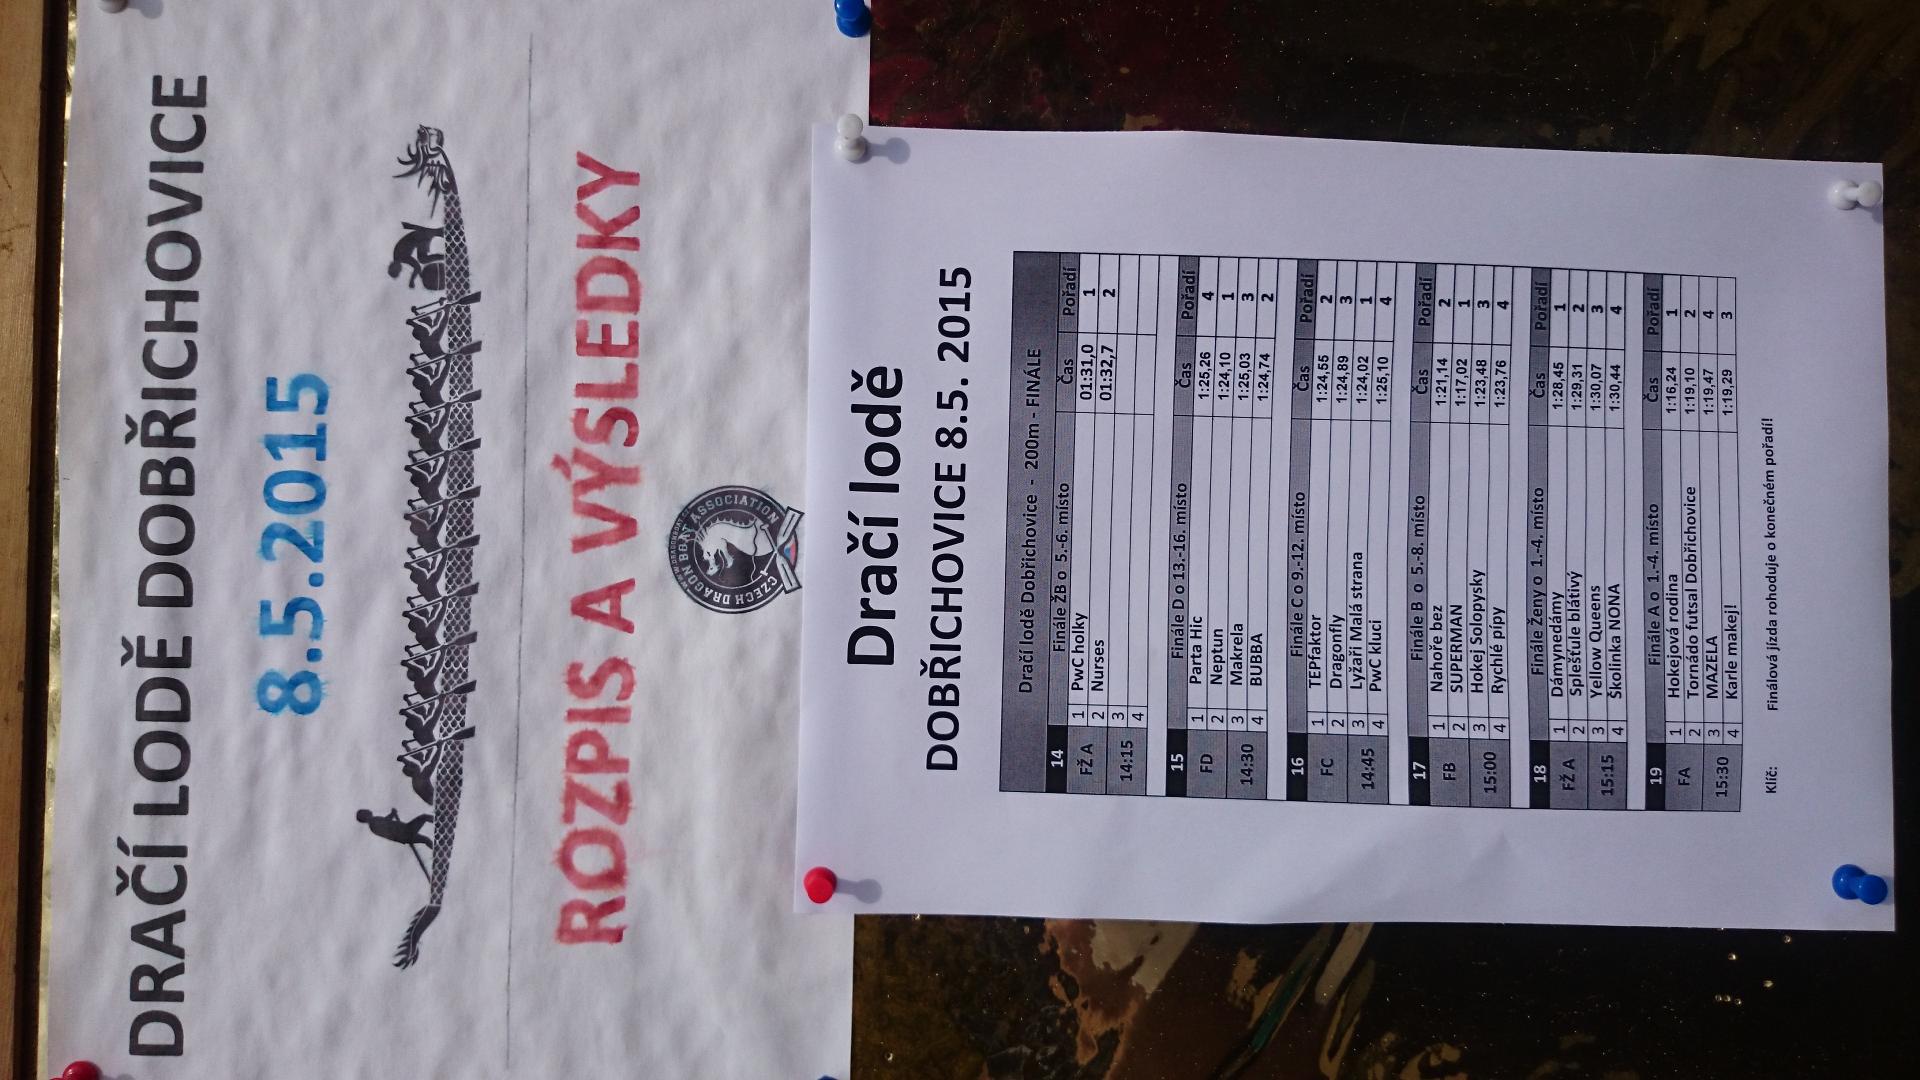 DRAČÍ LODĚ DOBŘICHOVICE
8.5.2015
ROZPIS A VÝSLEDKY
CZECH DRAGON BOAT ASSOCIATION
Dračí lodě
DOBŘICHOVICE 8.5. 2015
Dračí lodě Dobřichovice - 200m - FINÁLE
14 Finále ŽB o 5.-6. místo Čas Pořadí
FŽ A 1 PwC holky 01:31,0 1
2 Nurses 01:32,7 2
14:15 3
4
15 Finále D o 13.-16. místo Čas Pořadí
FD 1 Parta Hic 1:25,26 4
2 Neptun 1:24,10 1
14:30 3 Makrela 1:25,03 3
4 BUBBA 1:24,74 2
16 Finále C o 9.-12. místo Čas Pořadí
FC 1 TEPfaktor 1:24,55 2
2 Dragonfly 1:24,89 3
14:45 3 Lyžaři Malá strana 1:24,02 1
4 PwC kluci 1:25,10 4
17 Finále B o 5.-8. místo Čas Pořadí
FB 1 Nahoře bez 1:21,14 2
2 SUPERMAN 1:17,02 1
15:00 3 Hokej Solopysky 1:23,48 3
4 Rychlé pípy 1:23,76 4
18 Finále Ženy o 1.-4. místo Čas Pořadí
FŽ A 1 Dámynedámy 1:28,45 1
2 Splešťule blátivý 1:29,31 2
15:15 3 Yellow Queens 1:30,07 3
4 Školinka NONA 1:30,44 4
19 Finále A o 1.-4. místo Čas Pořadí
FA 1 Hokejová rodina 1:16,24 1
2 Tornádo futsal Dobřichovice 1:19,10 2
15:30 3 MAZELA 1:19,47 4
4 Karle makej! 1:19,29 3
Klíč: Finálová jízda rohoduje o konečném pořadí!